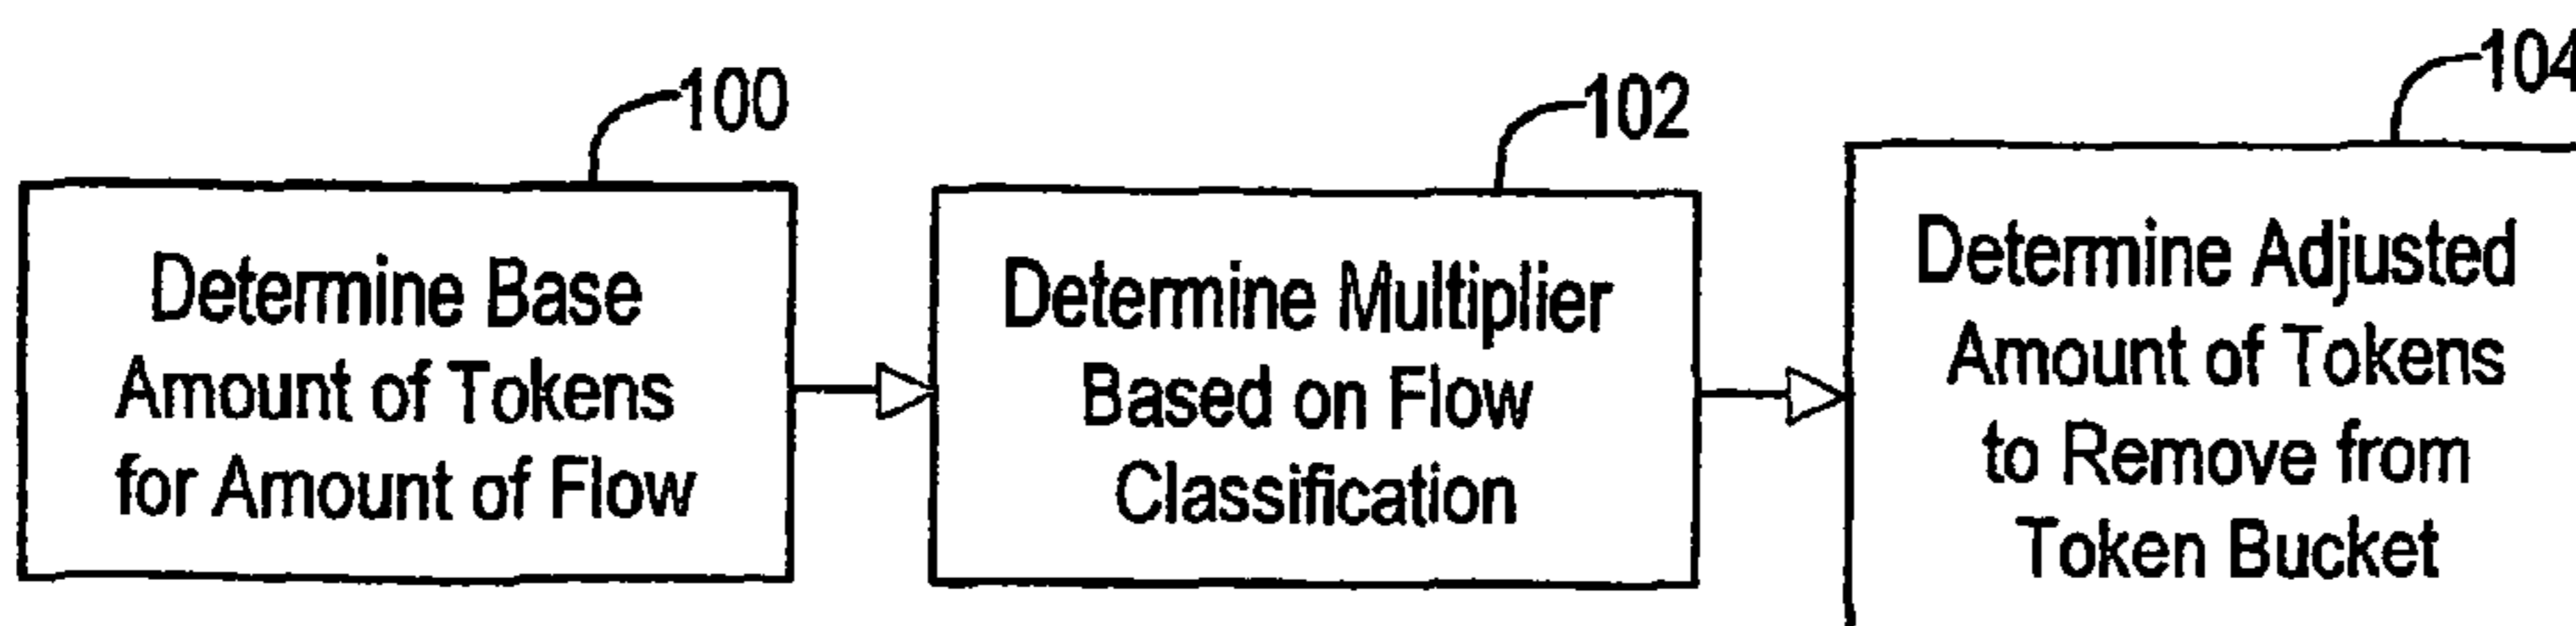 100
Determine Base
Amount of Tokens
for Amount of Flow
102
Determine Multiplier
Based on Flow
Classification
104
Determine Adjusted
Amount of Tokens
to Remove from
Token Bucket